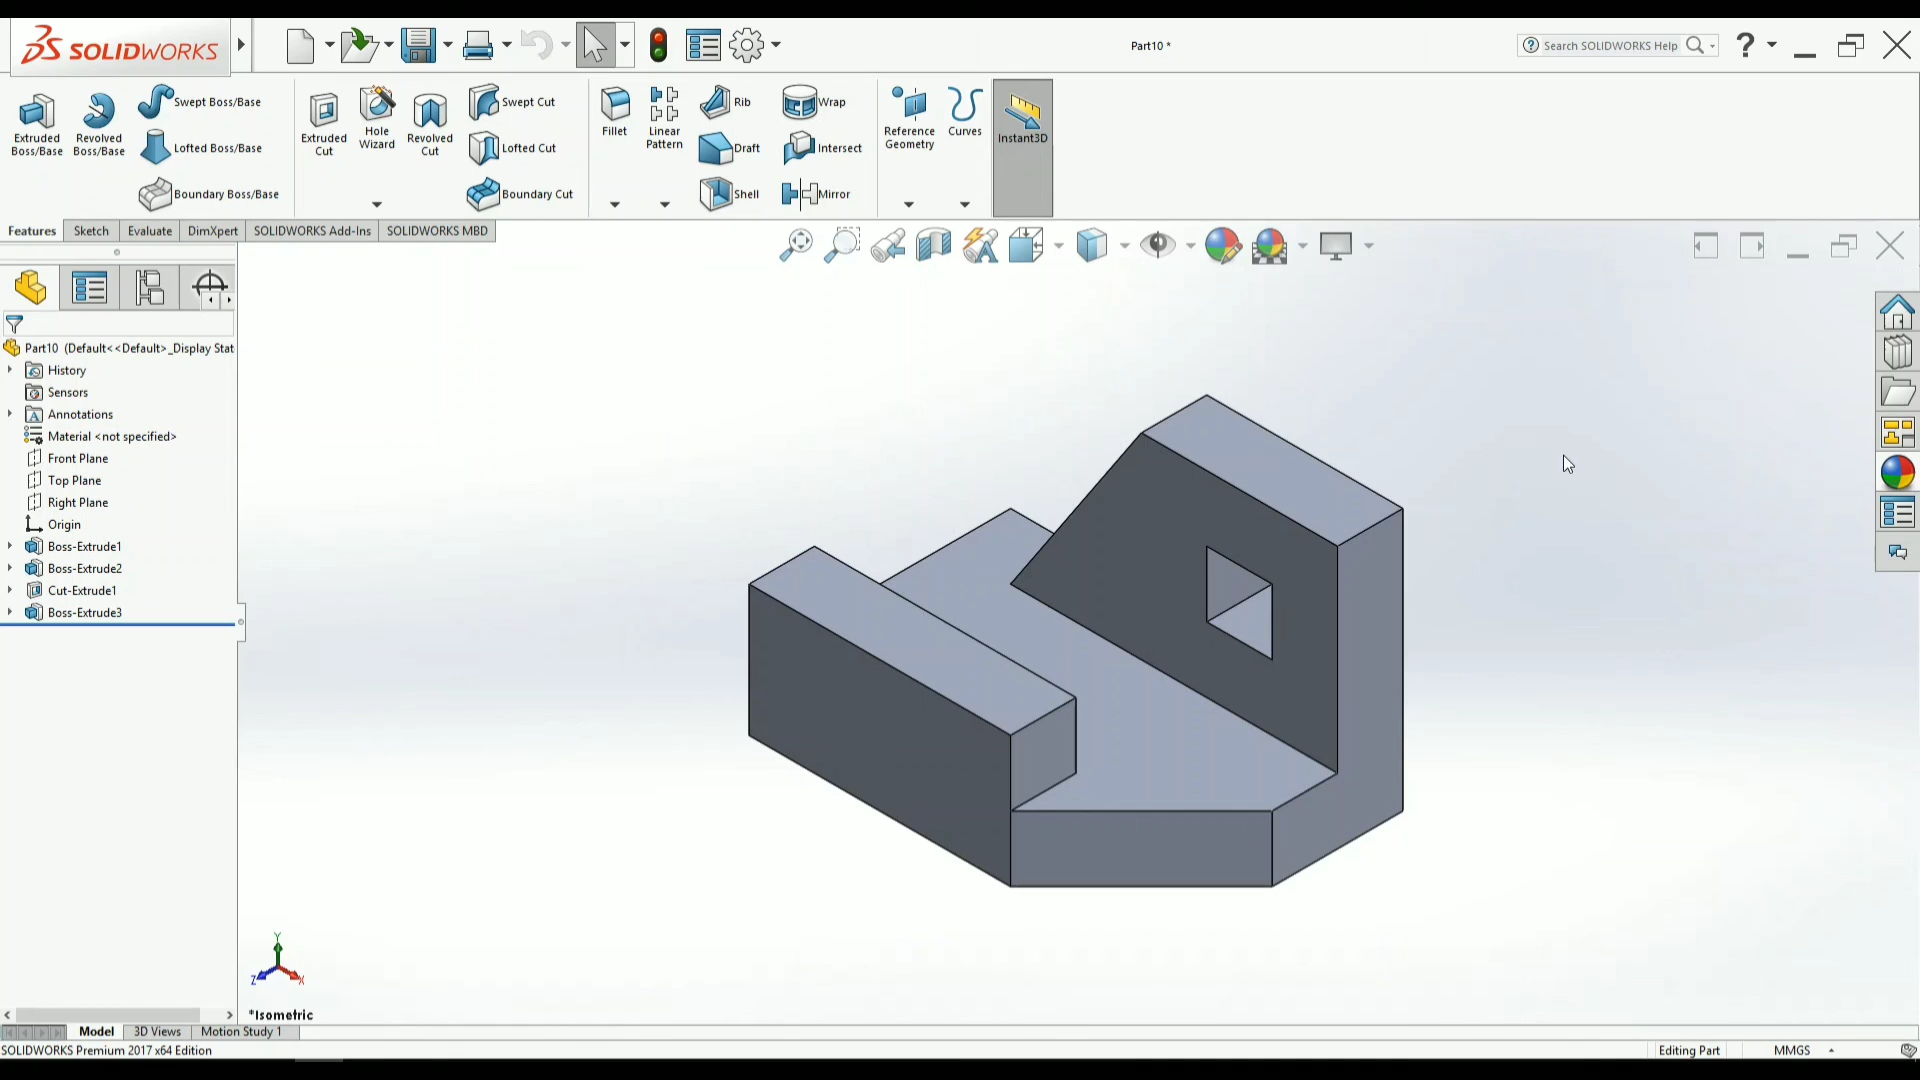 SOLIDWORKS
Part10 *
Search SOLIDWORKS Help
Extruded Boss/Base
Revolved Boss/Base
Swept Boss/Base
Lofted Boss/Base
Boundary Boss/Base
Extruded Cut
Hole Wizard
Revolved Cut
Swept Cut
Lofted Cut
Boundary Cut
Fillet
Linear Pattern
Rib
Draft
Shell
Wrap
Intersect
Mirror
Reference Geometry
Curves
Instant3D
Features
Sketch
Evaluate
DimXpert
SOLIDWORKS Add-Ins
SOLIDWORKS MBD
Part10 (Default<<Default>_Display Stat
History
Sensors
Annotations
Material <not specified>
Front Plane
Top Plane
Right Plane
Origin
Boss-Extrude1
Boss-Extrude2
Cut-Extrude1
Boss-Extrude3
Y
Z
X
*Isometric
Model
3D Views
Motion Study 1
SOLIDWORKS Premium 2017 x64 Edition
Editing Part
MMGS